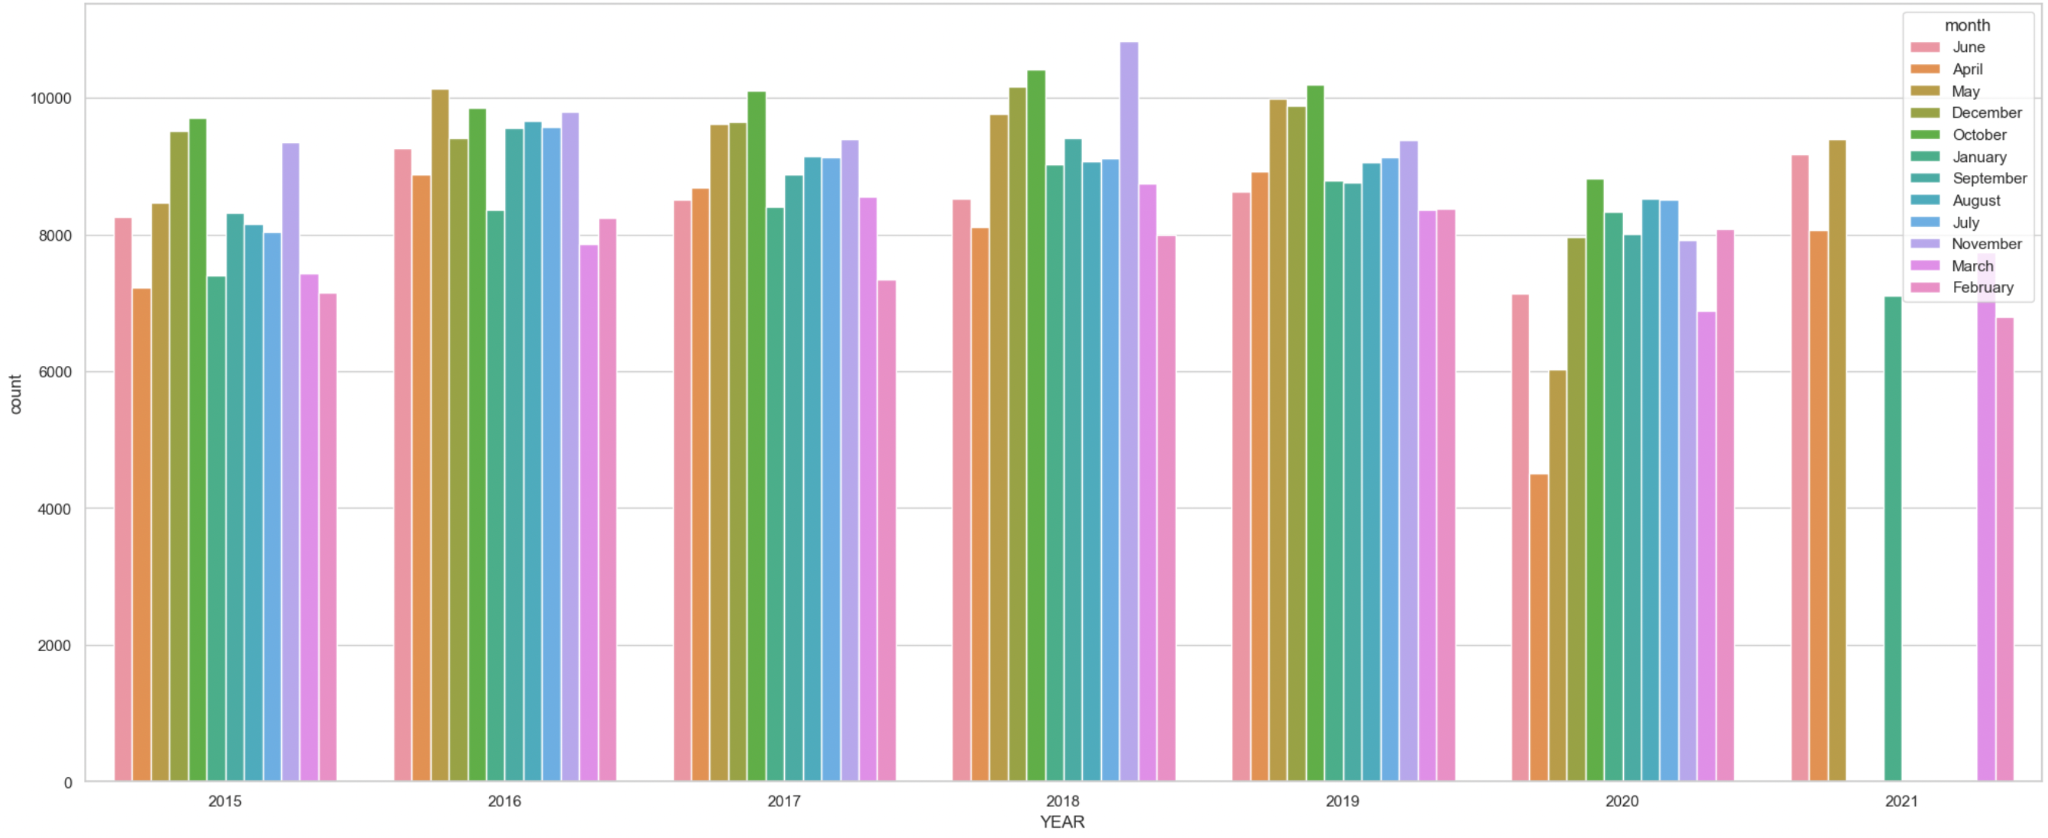 month
June
April
May
December
October
January
September
August
July
November
March
February
10000
8000
6000
4000
2000
0
count
2015 2016 2017 2018 2019 2020 2021
YEAR